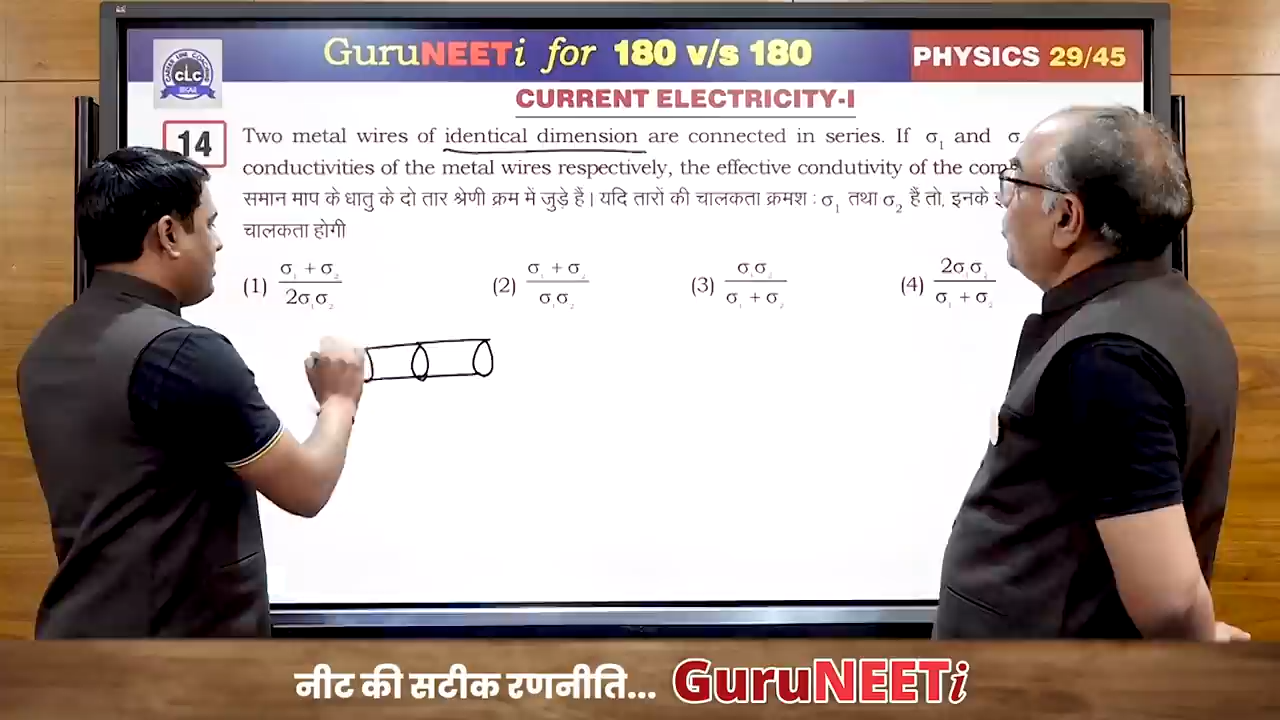 GuruNEETi for 180 v/s 180
PHYSICS 29/45
CLC
CURRENT ELECTRICITY-I
14
Two metal wires of identical dimension are connected in series. If σ₁ and σ
conductivities of the metal wires respectively, the effective condutivity of the
समान माप के धातु के दो तार श्रेणी क्रम में जुड़े हैं। यदि तारों की चालकता क्रमश : σ₁ तथा σ₂ हैं तो, इनके
चालकता होगी
(1) (σ₁ + σ₂)/(2σ₁σ₂) (2) (σ₁ + σ₂)/(σ₁σ₂) (3) (σ₁σ₂)/(σ₁ + σ₂) (4) (2σ₁σ₂)/(σ₁ + σ₂)
नीट की सटीक रणनीति... GuruNEETi